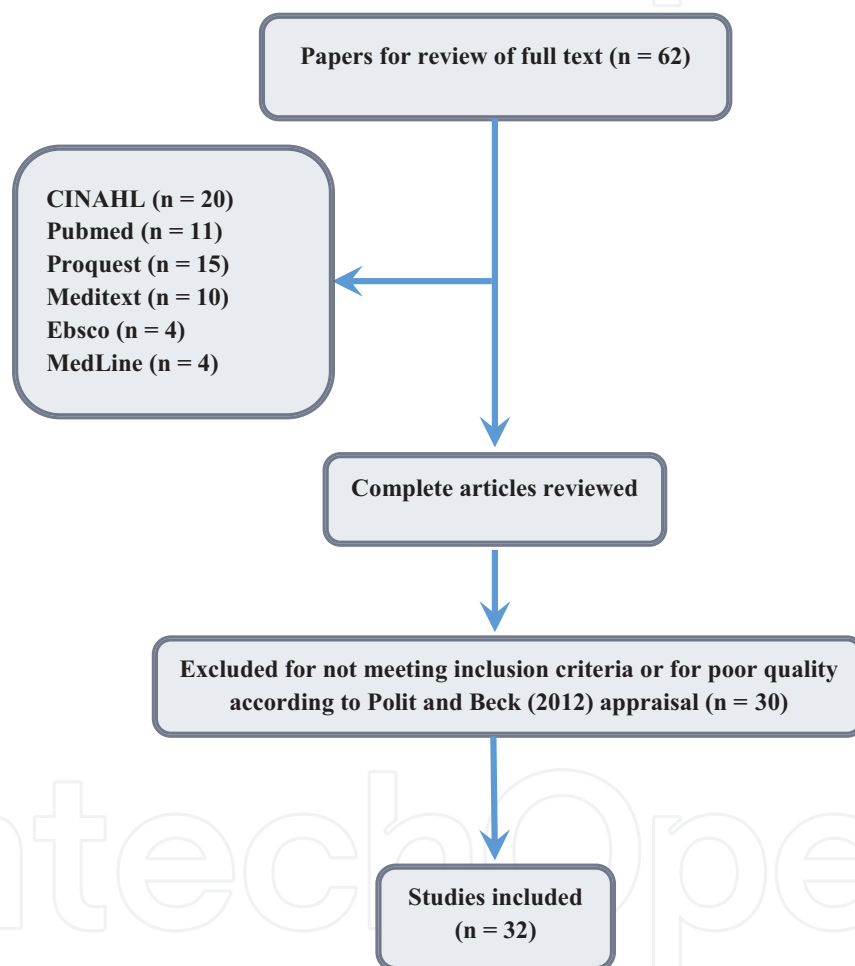 Papers for review of full text (n = 62)
CINAHL (n = 20)
Pubmed (n = 11)
Proquest (n = 15)
Meditext (n = 10)
Ebsco (n = 4)
MedLine (n = 4)
Complete articles reviewed
Excluded for not meeting inclusion criteria or for poor quality
according to Polit and Beck (2012) appraisal (n = 30)
ntechOpe
Studies included
(n = 32)